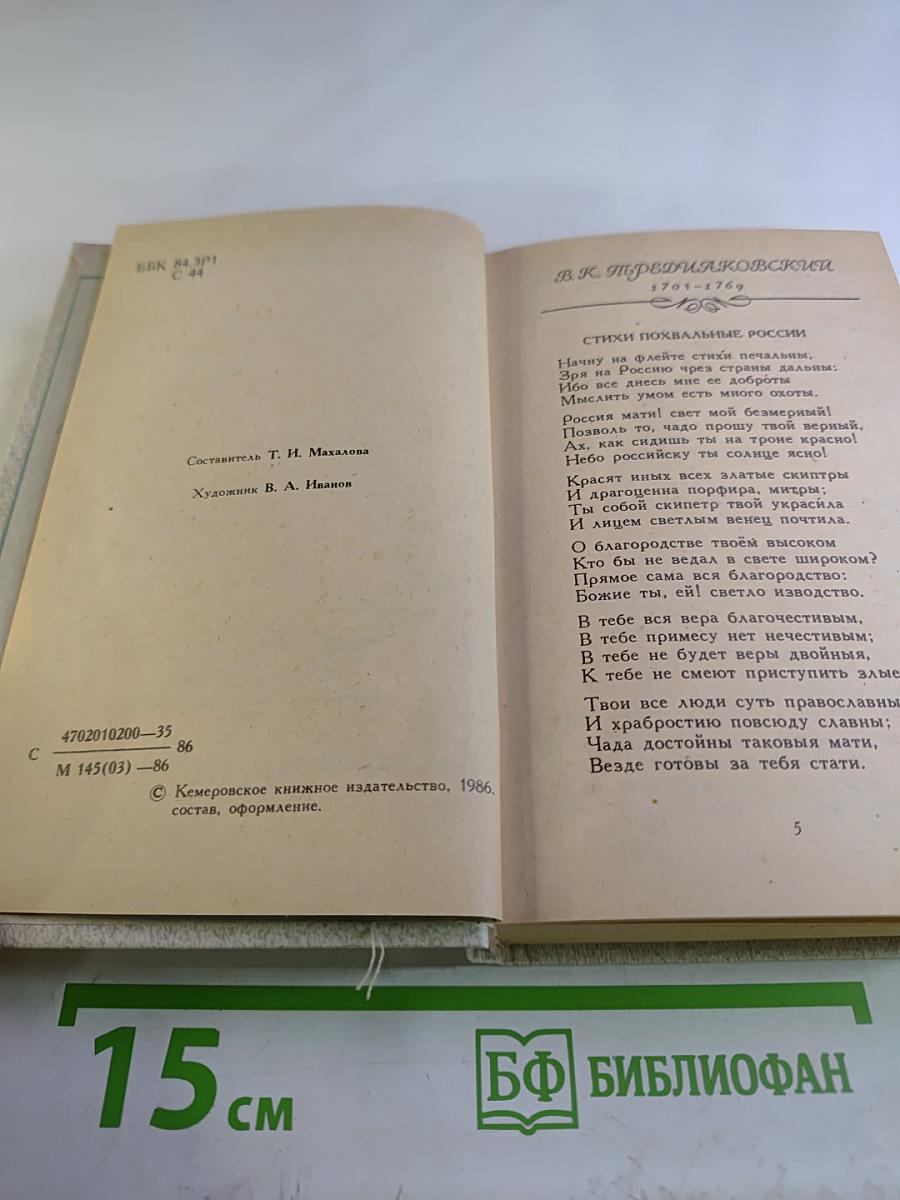 ББК 84.3Р1
С 44
Составитель Т. И. Махалова
Художник В. А. Иванов
С 4702010200—35 86
М 145(03) —86
© Кемеровское книжное издательство, 1986.
состав, оформление.
В. К. ТРЕДИАКОВСКИЙ
1703–1769
СТИХИ ПОХВАЛЬНЫЕ РОССИИ
Начну на флейте стихи печальны,
Зря на Россию чрез страны дальны:
Ибо все днесь мне ее добро́ты
Мыслить умом есть много охоты.
Россия мати! свет мой безмерный!
Позволь то, чадо прошу твой верный,
Ах, как сидишь ты на троне красно!
Небо российску ты солнце ясно!
Красят иных всех златые скиптры
И драгоценна порфира, митры;
Ты собой скипетр твой украсила
И лицем светлым венец почтила.
О благородстве твоём высоком
Кто бы не ведал в свете широком?
Прямое сама вся благородство:
Божие ты, ей! светло изводство.
В тебе вся вера благочестивым,
В тебе примесу нет нечестивым;
В тебе не будет веры двойныя,
К тебе не смеют приступить злые
Твои все люди суть православны
И храбростию повсюду славны;
Чада достойны таковыя мати,
Везде гото́вы за тебя стати.
5
15 см
БФ БИБЛИОФАН